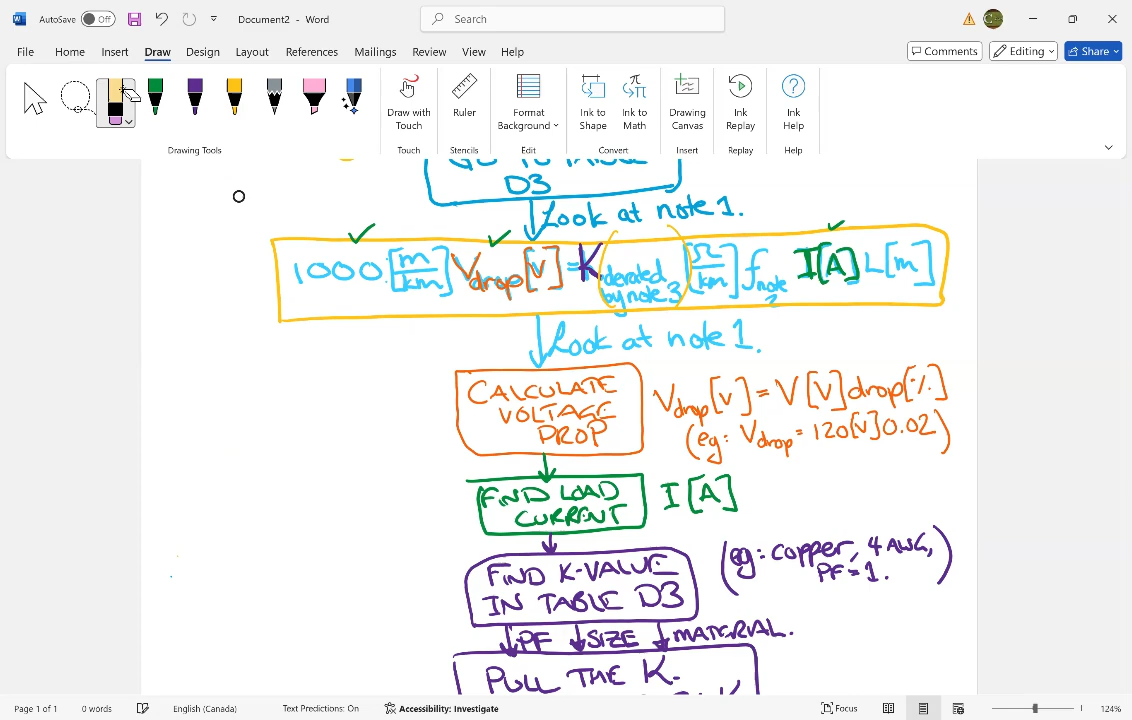 AutoSave Off Document2 - Word Search
File Home Insert Draw Design Layout References Mailings Review View Help Comments Editing Share
Draw with Touch Ruler Format Background Ink to Shape Ink to Math Drawing Canvas Ink Replay Ink Help
Drawing Tools Touch Stencils Edit Convert Insert Replay Help
D3
Look at note 1.
1000 [m/km] Vdrop[v] = K derated by note 3 [Ω/km] f note 2 I[A] L[m]
Look at note 1.
CALCULATE
VOLTAGE
DROP
Vdrop[v] = V[V]drop[%]
(eg: Vdrop = 120[v]0.02)
FIND LOAD
CURRENT
I[A]
FIND K-VALUE
IN TABLE D3
(eg: copper, 4 AWG,
PF = 1.)
PF SIZE MATERIAL.
PULL THE K-
Page 1 of 1 0 words English (Canada) Text Predictions: On Accessibility: Investigate Focus 124%